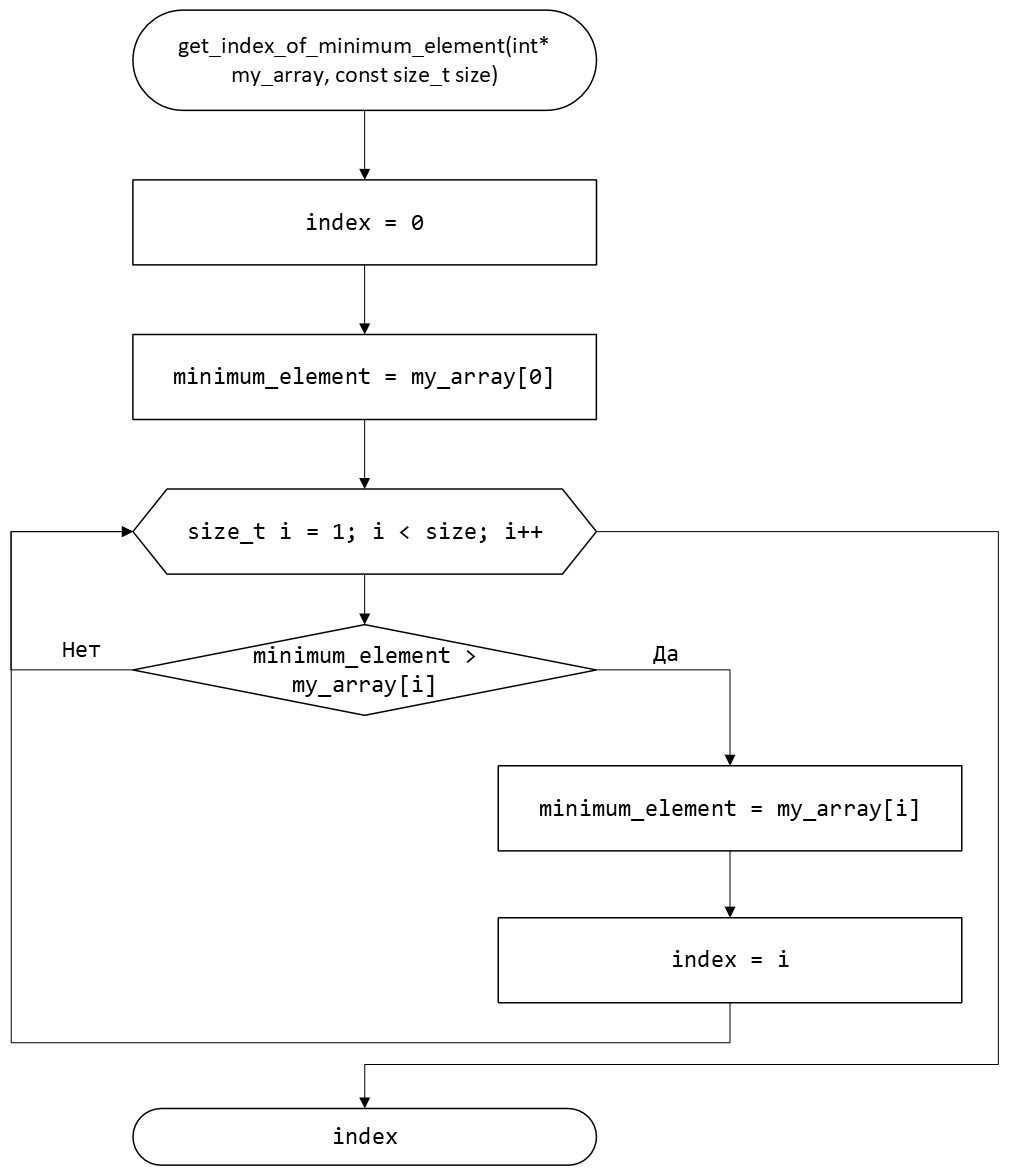 get_index_of_minimum_element(int*
my_array, const size_t size)
index = 0
minimum_element = my_array[0]
size_t i = 1; i < size; i++
Нет
minimum_element >
my_array[i]
Да
minimum_element = my_array[i]
index = i
index